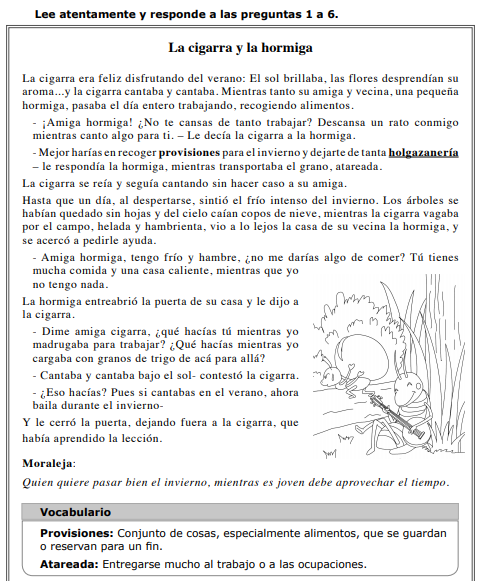 Lee atentamente y responde a las preguntas 1 a 6.
La cigarra y la hormiga
La cigarra era feliz disfrutando del verano: El sol brillaba, las flores desprendían su
aroma...y la cigarra cantaba y cantaba. Mientras tanto su amiga y vecina, una pequeña
hormiga, pasaba el día entero trabajando, recogiendo alimentos.
- ¡Amiga hormiga! ¿No te cansas de tanto trabajar? Descansa un rato conmigo
mientras canto algo para ti. – Le decía la cigarra a la hormiga.
- Mejor harías en recoger provisiones para el invierno y dejarte de tanta holgazanería
– le respondía la hormiga, mientras transportaba el grano, atareada.
La cigarra se reía y seguía cantando sin hacer caso a su amiga.
Hasta que un día, al despertarse, sintió el frío intenso del invierno. Los árboles se
habían quedado sin hojas y del cielo caían copos de nieve, mientras la cigarra vagaba
por el campo, helada y hambrienta, vio a lo lejos la casa de su vecina la hormiga, y
se acercó a pedirle ayuda.
- Amiga hormiga, tengo frío y hambre, ¿no me darías algo de comer? Tú tienes
mucha comida y una casa caliente, mientras que yo
no tengo nada.
La hormiga entreabrió la puerta de su casa y le dijo a
la cigarra.
- Dime amiga cigarra, ¿qué hacías tú mientras yo
madrugaba para trabajar? ¿Qué hacías mientras yo
cargaba con granos de trigo de acá para allá?
- Cantaba y cantaba bajo el sol- contestó la cigarra.
- ¿Eso hacías? Pues si cantabas en el verano, ahora
baila durante el invierno-
Y le cerró la puerta, dejando fuera a la cigarra, que
había aprendido la lección.
Moraleja:
Quien quiere pasar bien el invierno, mientras es joven debe aprovechar el tiempo.
Vocabulario
Provisiones: Conjunto de cosas, especialmente alimentos, que se guardan
o reservan para un fin.
Atareada: Entregarse mucho al trabajo o a las ocupaciones.